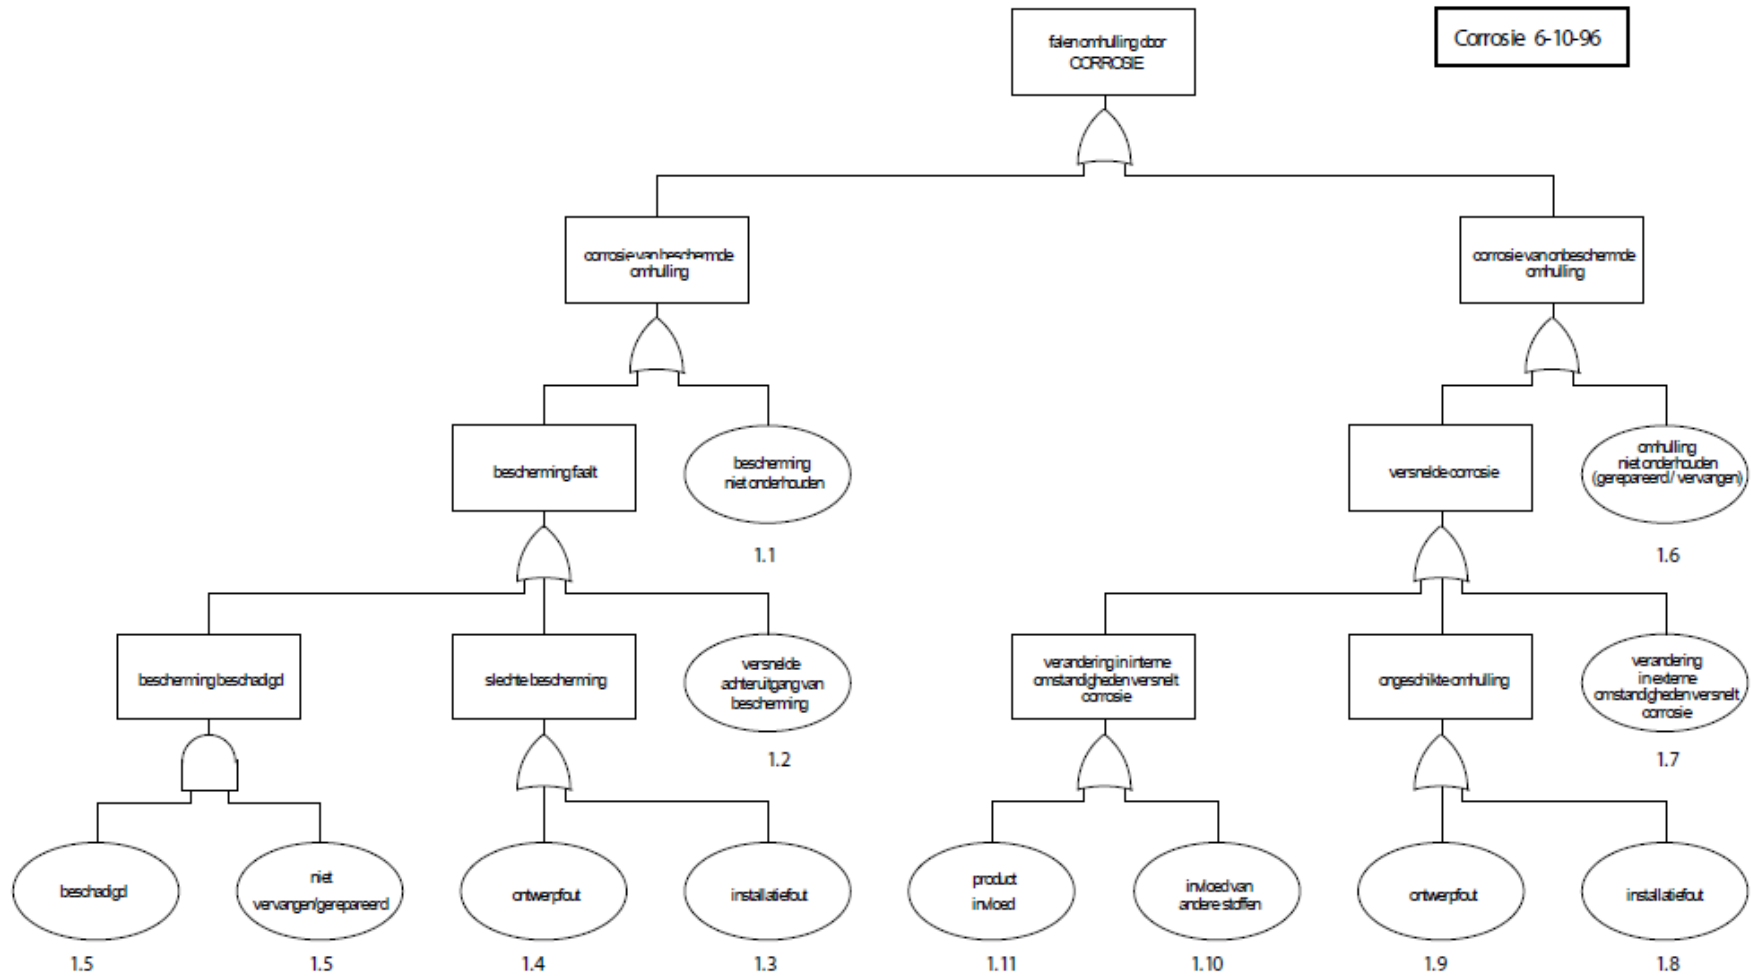 falen omhulling door
CORROSIE
Corrosie 6-10-96
corrosie van beschermde
omhulling
corrosie van onbeschermde
omhulling
bescherming faalt
bescherming
niet onderhouden
versnelde corrosie
omhulling
niet onderhouden
(gerepareerd / vervangen)
1.1
1.6
bescherming beschadigd
slechte bescherming
versnelde
achteruitgang van
bescherming
verandering in interne
omstandigheden versnelt
corrosie
ongeschikte omhulling
verandering
in externe
omstandigheden versnelt
corrosie
1.2
1.7
beschadigd
niet
vervangen/gerepareerd
ontwerpfout
installatiefout
product
invloed
invloed van
andere stoffen
ontwerpfout
installatiefout
1.5
1.5
1.4
1.3
1.11
1.10
1.9
1.8